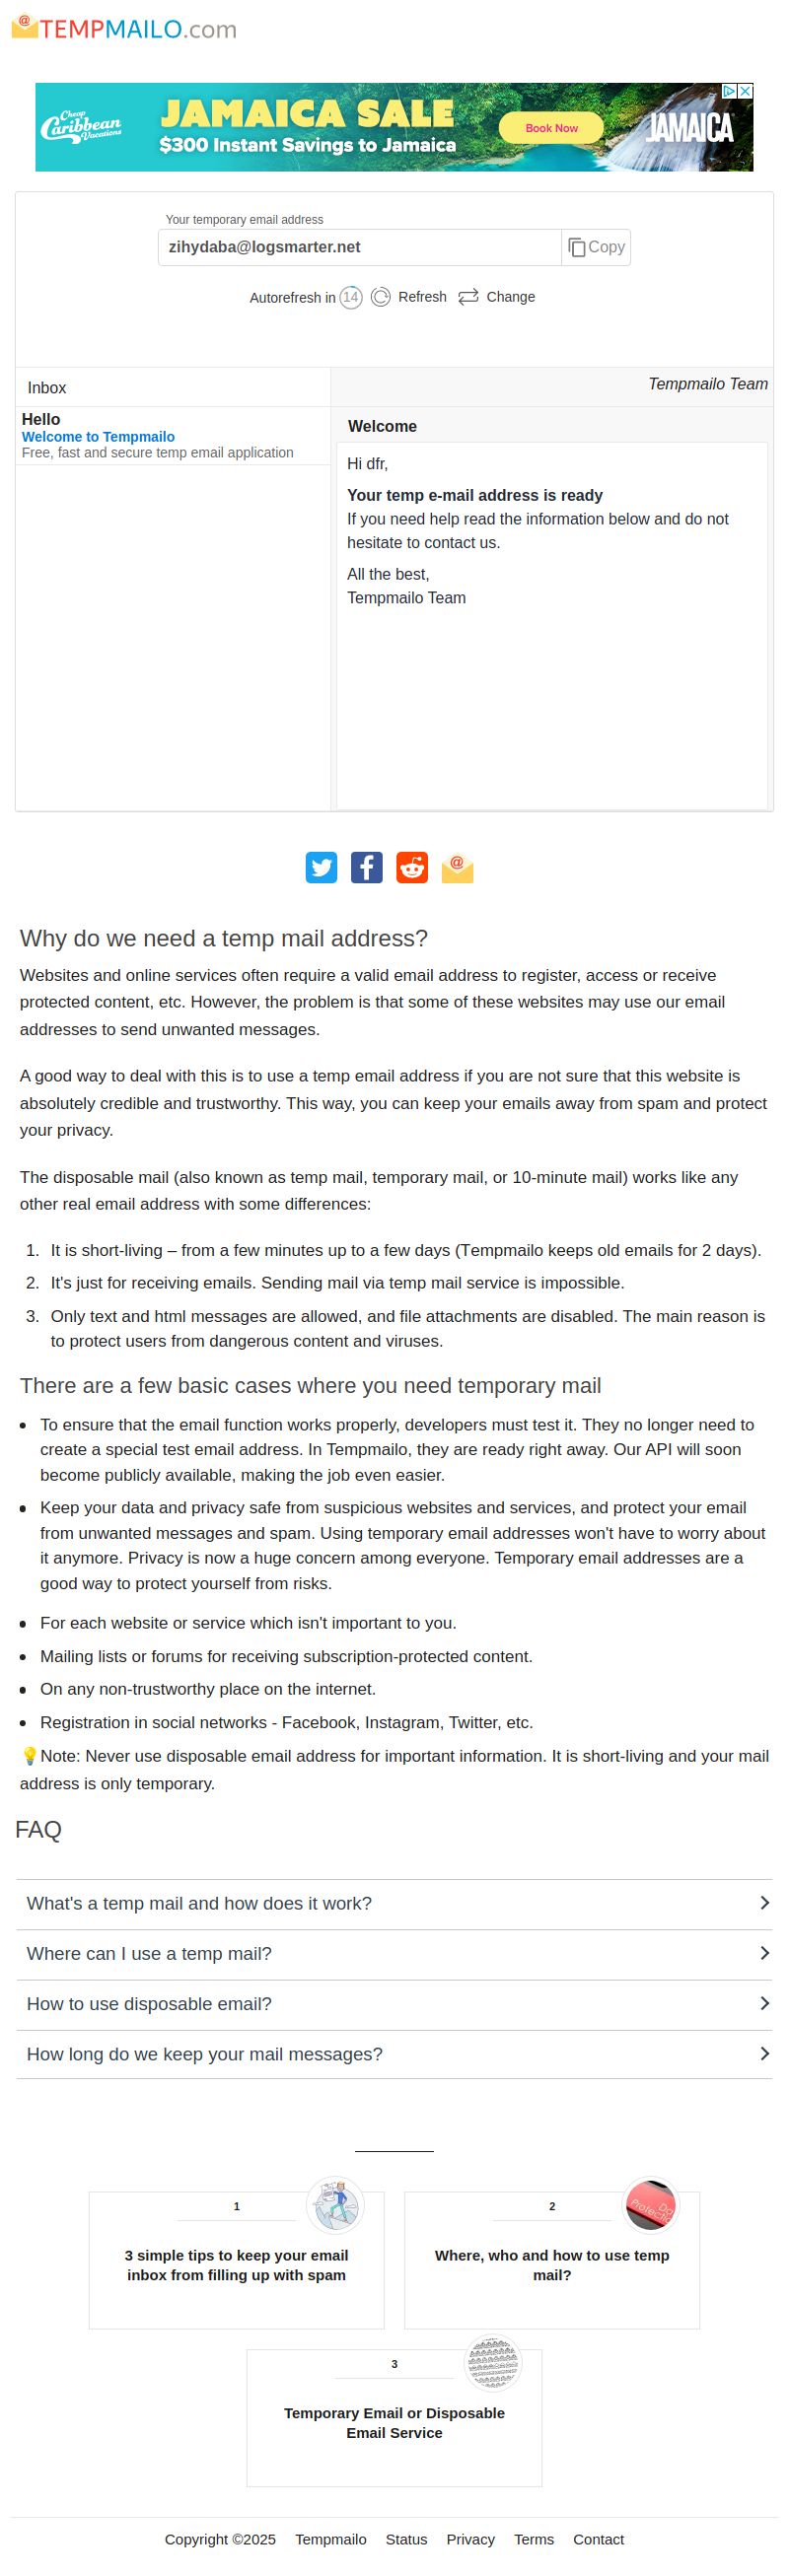 TEMPMAILO.com
Cheap
Caribbean
Vacations
JAMAICA SALE
$300 Instant Savings to Jamaica
Book Now
JAMAICA
Your temporary email address
zihydaba@logsmarter.net
Copy
Autorefresh in 14 Refresh Change
Inbox
Tempmailo Team
Hello
Welcome to Tempmailo
Free, fast and secure temp email application
Welcome
Hi dfr,
Your temp e-mail address is ready
If you need help read the information below and do not
hesitate to contact us.
All the best,
Tempmailo Team
Why do we need a temp mail address?
Websites and online services often require a valid email address to register, access or receive
protected content, etc. However, the problem is that some of these websites may use our email
addresses to send unwanted messages.
A good way to deal with this is to use a temp email address if you are not sure that this website is
absolutely credible and trustworthy. This way, you can keep your emails away from spam and protect
your privacy.
The disposable mail (also known as temp mail, temporary mail, or 10-minute mail) works like any
other real email address with some differences:
1. It is short-living – from a few minutes up to a few days (Tempmailo keeps old emails for 2 days).
2. It's just for receiving emails. Sending mail via temp mail service is impossible.
3. Only text and html messages are allowed, and file attachments are disabled. The main reason is
to protect users from dangerous content and viruses.
There are a few basic cases where you need temporary mail
• To ensure that the email function works properly, developers must test it. They no longer need to
create a special test email address. In Tempmailo, they are ready right away. Our API will soon
become publicly available, making the job even easier.
• Keep your data and privacy safe from suspicious websites and services, and protect your email
from unwanted messages and spam. Using temporary email addresses won't have to worry about
it anymore. Privacy is now a huge concern among everyone. Temporary email addresses are a
good way to protect yourself from risks.
• For each website or service which isn't important to you.
• Mailing lists or forums for receiving subscription-protected content.
• On any non-trustworthy place on the internet.
• Registration in social networks - Facebook, Instagram, Twitter, etc.
💡Note: Never use disposable email address for important information. It is short-living and your mail
address is only temporary.
FAQ
What's a temp mail and how does it work?
Where can I use a temp mail?
How to use disposable email?
How long do we keep your mail messages?
1
3 simple tips to keep your email
inbox from filling up with spam
2
Where, who and how to use temp
mail?
3
Temporary Email or Disposable
Email Service
Copyright ©2025 Tempmailo Status Privacy Terms Contact